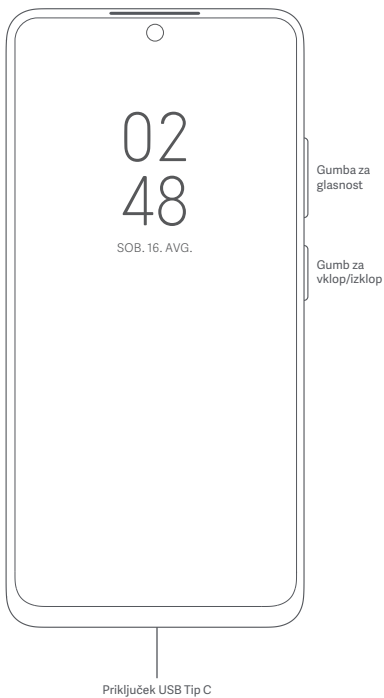 02
48
SOB. 16. AVG.
Gumba za
glasnost
Gumb za
vklop/izklop
Priključek USB Tip C